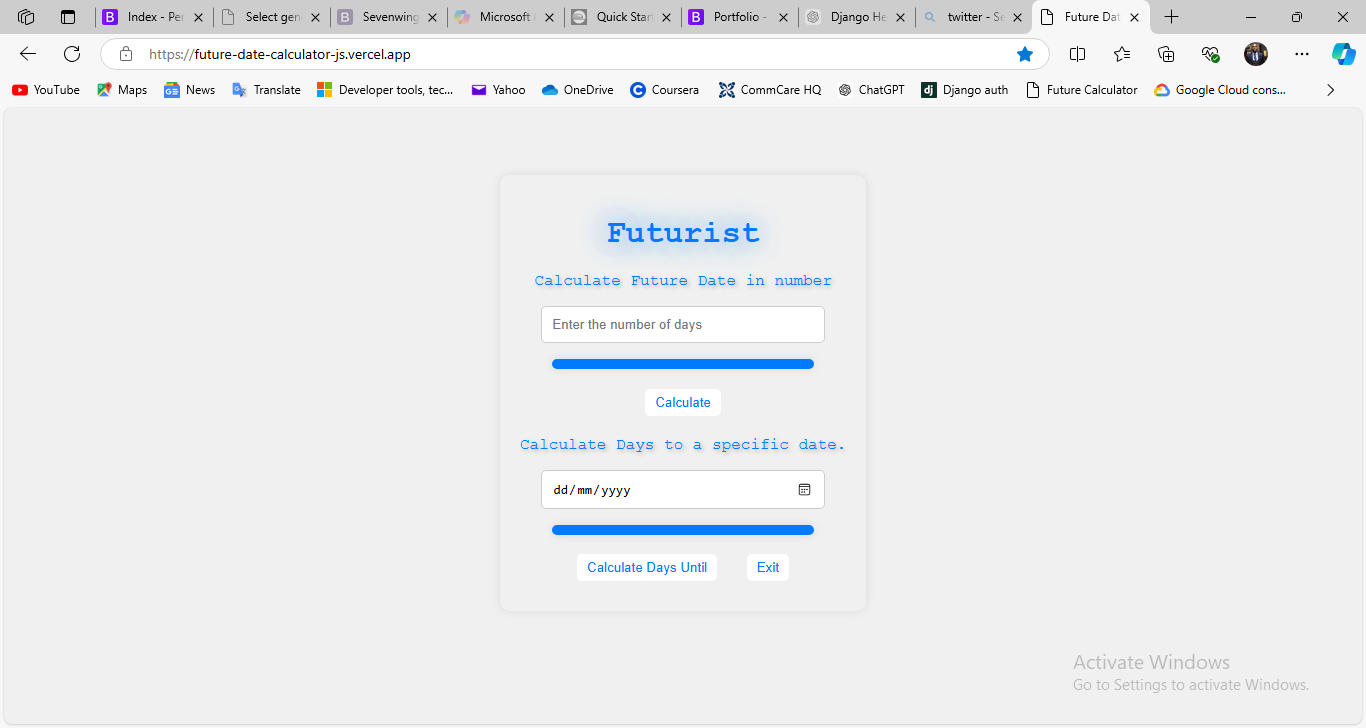 Index - Per
Select gen
Sevenwing
Microsoft
Quick Star
Portfolio -
Django He
twitter - Se
Future Dat
https://future-date-calculator-js.vercel.app
YouTube
Maps
News
Translate
Developer tools, tec...
Yahoo
OneDrive
Coursera
CommCare HQ
ChatGPT
dj Django auth
Future Calculator
Google Cloud cons...
Futurist
Calculate Future Date in number
Enter the number of days
Calculate
Calculate Days to a specific date.
dd/mm/yyyy
Calculate Days Until
Exit
Activate Windows
Go to Settings to activate Windows.